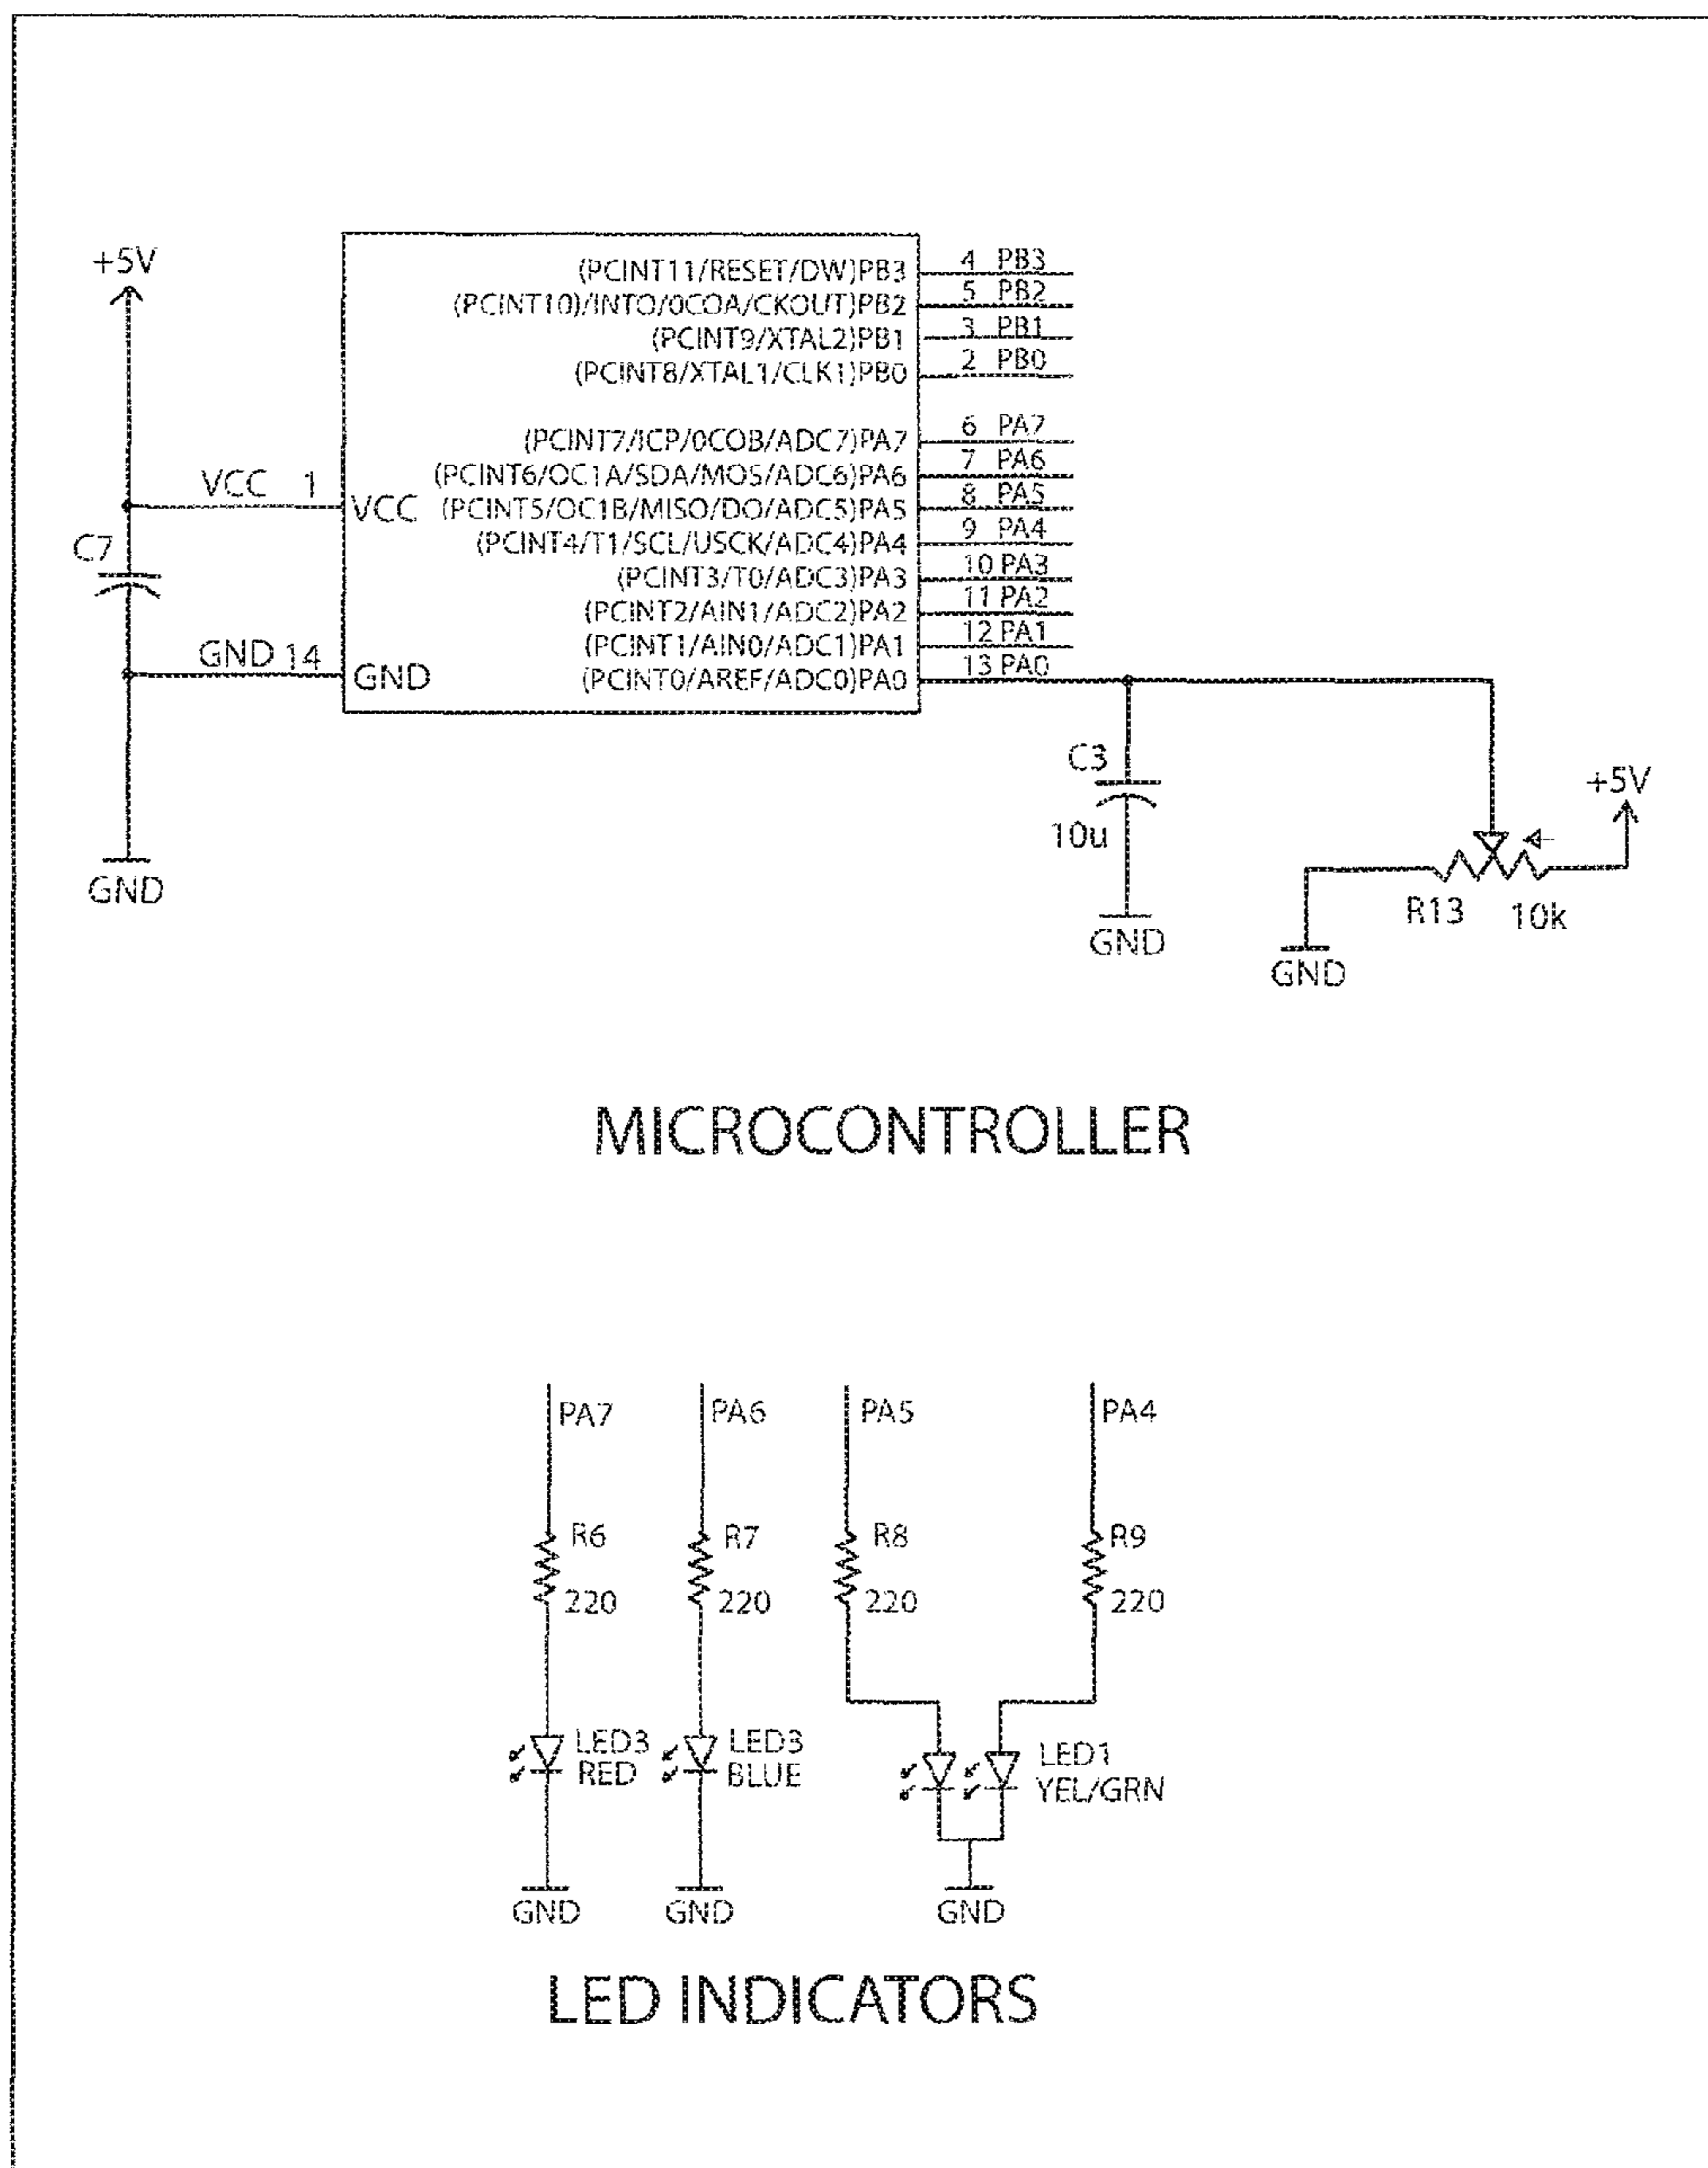 +5V
(PCINT11/RESET/DW)PB3 4 PB3
(PCINT10)/INTO/0COA/CKOUT)PB2 5 PB2
(PCINT9/XTAL2)PB1 3 PB1
(PCINT8/XTAL1/CLK1)PB0 2 PB0
(PCINT7/ICP/0COB/ADC7)PA7 6 PA7
(PCINT6/OC1A/SDA/MOS/ADC6)PA6 7 PA6
VCC 1 VCC (PCINT5/OC1B/MISO/DO/ADC5)PA5 8 PA5
C7 (PCINT4/T1/SCL/USCK/ADC4)PA4 9 PA4
(PCINT3/T0/ADC3)PA3 10 PA3
(PCINT2/AIN1/ADC2)PA2 11 PA2
(PCINT1/AIN0/ADC1)PA1 12 PA1
GND 14 GND (PCINT0/AREF/ADC0)PA0 13 PA0
C3
10u
GND
+5V
R13 10k
GND
GND
MICROCONTROLLER
PA7 PA6 PA5 PA4
R6 R7 R8 R9
220 220 220 220
LED3 LED3 LED1
RED BLUE YEL/GRN
GND GND GND
LED INDICATORS